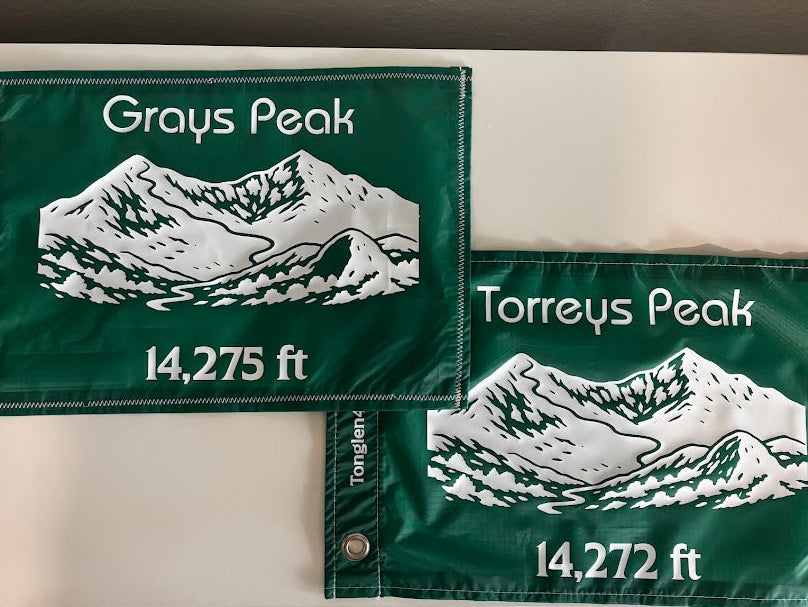 Grays Peak
14,275 ft
Torreys Peak
14,272 ft